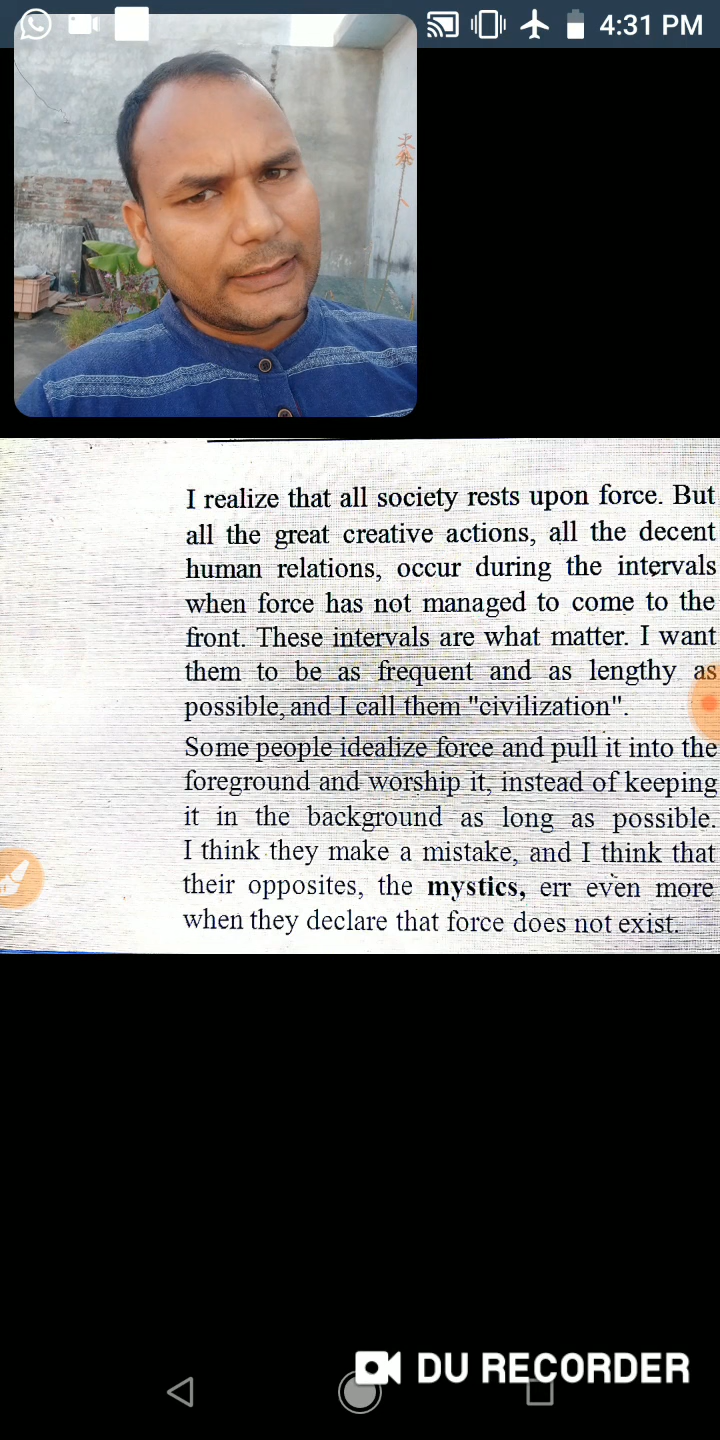 4:31 PM
I realize that all society rests upon force. But
all the great creative actions, all the decent
human relations, occur during the intervals
when force has not managed to come to the
front. These intervals are what matter. I want
them to be as frequent and as lengthy as
possible, and I call them "civilization".
Some people idealize force and pull it into the
foreground and worship it, instead of keeping
it in the background as long as possible.
I think they make a mistake, and I think that
their opposites, the mystics, err even more
when they declare that force does not exist.
DU RECORDER